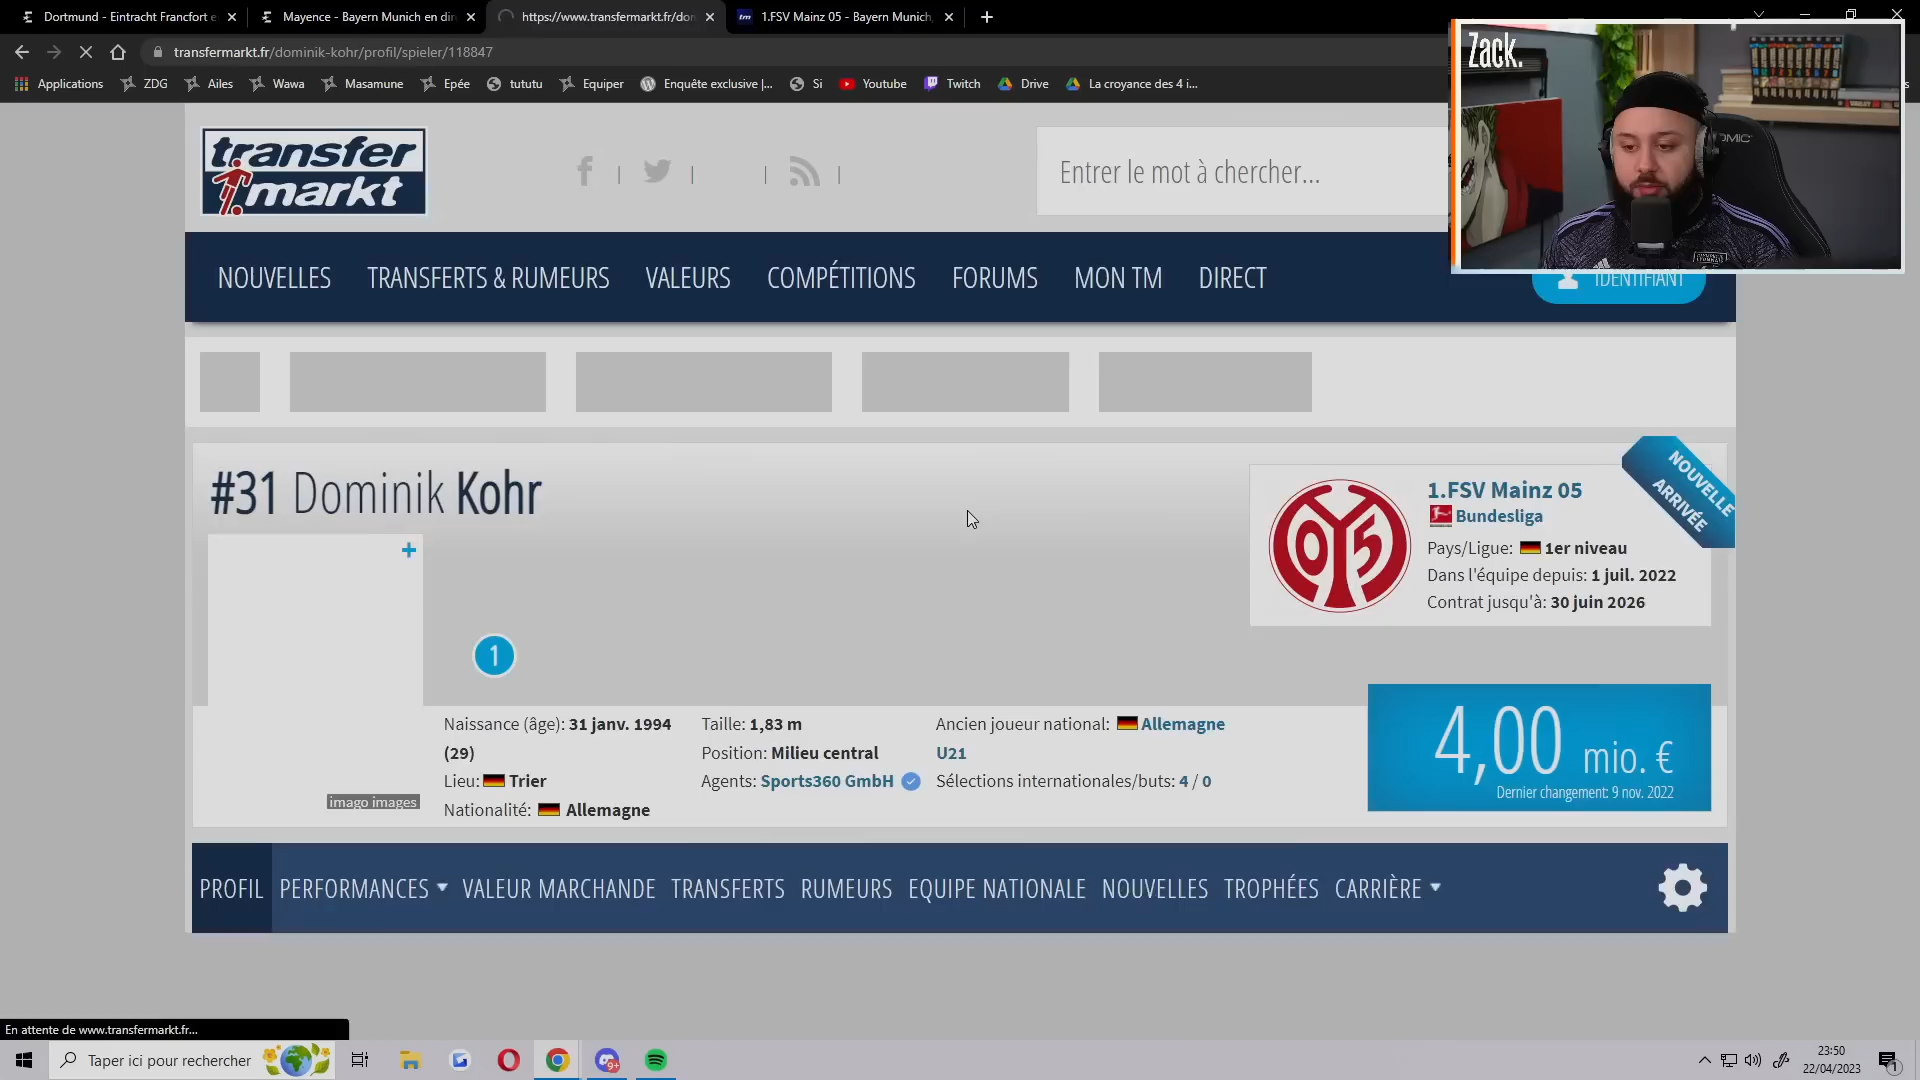 Dortmund - Eintracht Francfort e
Mayence - Bayern Munich en dir
https://www.transfermarkt.fr/do
1.FSV Mainz 05 - Bayern Munich,
transfermarkt.fr/dominik-kohr/profil/spieler/118847
Applications
ZDG
Ailes
Wawa
Masamune
Epée
tututu
Equiper
Enquête exclusive |...
Si
Youtube
Twitch
Drive
La croyance des 4 i...
Zack.
transfer
markt
Entrer le mot à chercher...
NOUVELLES TRANSFERTS & RUMEURS VALEURS COMPÉTITIONS FORUMS MON TM DIRECT
IDENTIFIANT
#31 Dominik Kohr
1.FSV Mainz 05
Bundesliga
Pays/Ligue: 1er niveau
Dans l'équipe depuis: 1 juil. 2022
Contrat jusqu'à: 30 juin 2026
NOUVELLE
ARRIVÉE
05
+
1
Naissance (âge): 31 janv. 1994
(29)
Lieu: Trier
Nationalité: Allemagne
Taille: 1,83 m
Position: Milieu central
Agents: Sports360 GmbH
Ancien joueur national: Allemagne
U21
Sélections internationales/buts: 4 / 0
4,00 mio. €
Dernier changement: 9 nov. 2022
imago images
PROFIL PERFORMANCES VALEUR MARCHANDE TRANSFERTS RUMEURS EQUIPE NATIONALE NOUVELLES TROPHÉES CARRIÈRE
En attente de www.transfermarkt.fr...
Taper ici pour rechercher
9+
23:50
22/04/2023
1